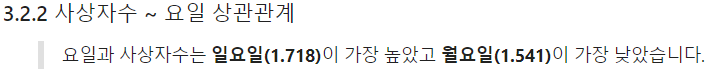 3.2.2 사상자수 ~ 요일 상관관계
요일과 사상자수는 일요일(1.718)이 가장 높았고 월요일(1.541)이 가장 낮았습니다.